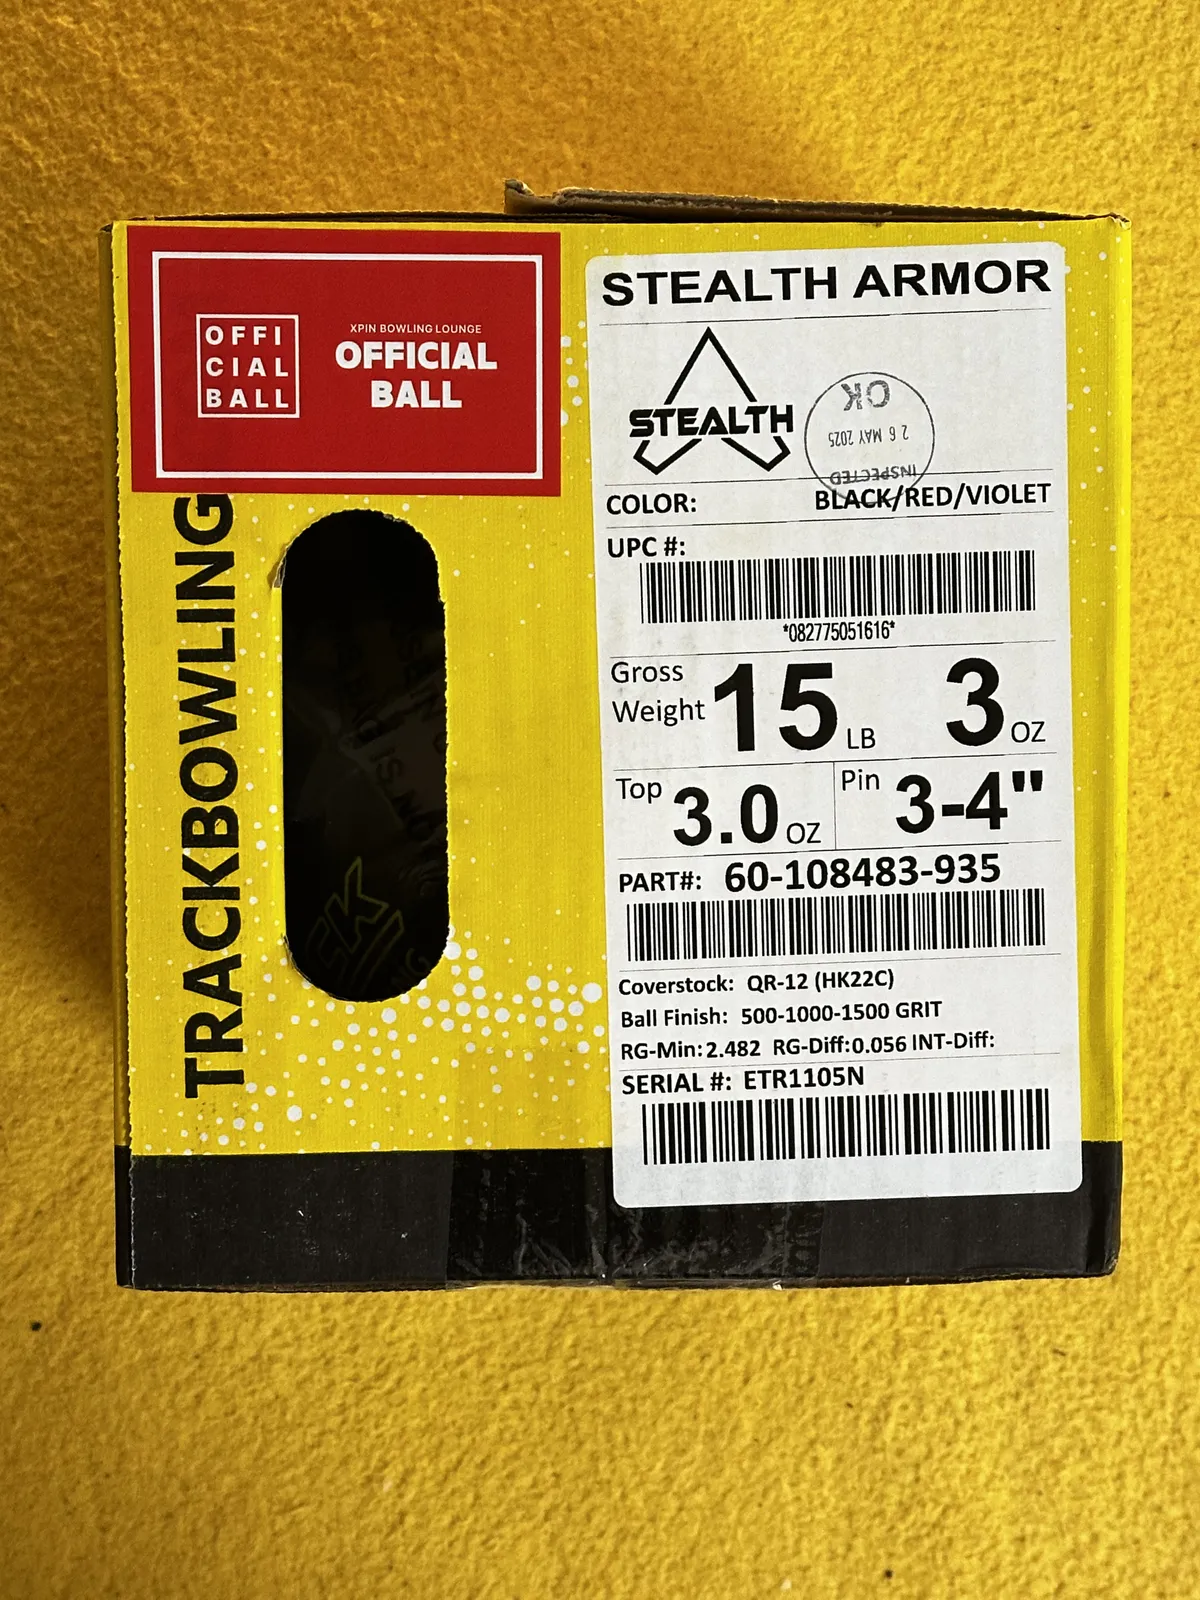 OFFI
CIAL
BALL
XPIN BOWLING LOUNGE
OFFICIAL
BALL
TRACKBOWLING
STEALTH ARMOR
STEALTH
OK
26 MAY 2025
INSPECTED
COLOR: BLACK/RED/VIOLET
UPC #:
*082775051616*
Gross
Weight 15 LB 3 OZ
Top 3.0 OZ Pin 3-4"
PART#: 60-108483-935
Coverstock: QR-12 (HK22C)
Ball Finish: 500-1000-1500 GRIT
RG-Min: 2.482 RG-Diff: 0.056 INT-Diff:
SERIAL #: ETR1105N